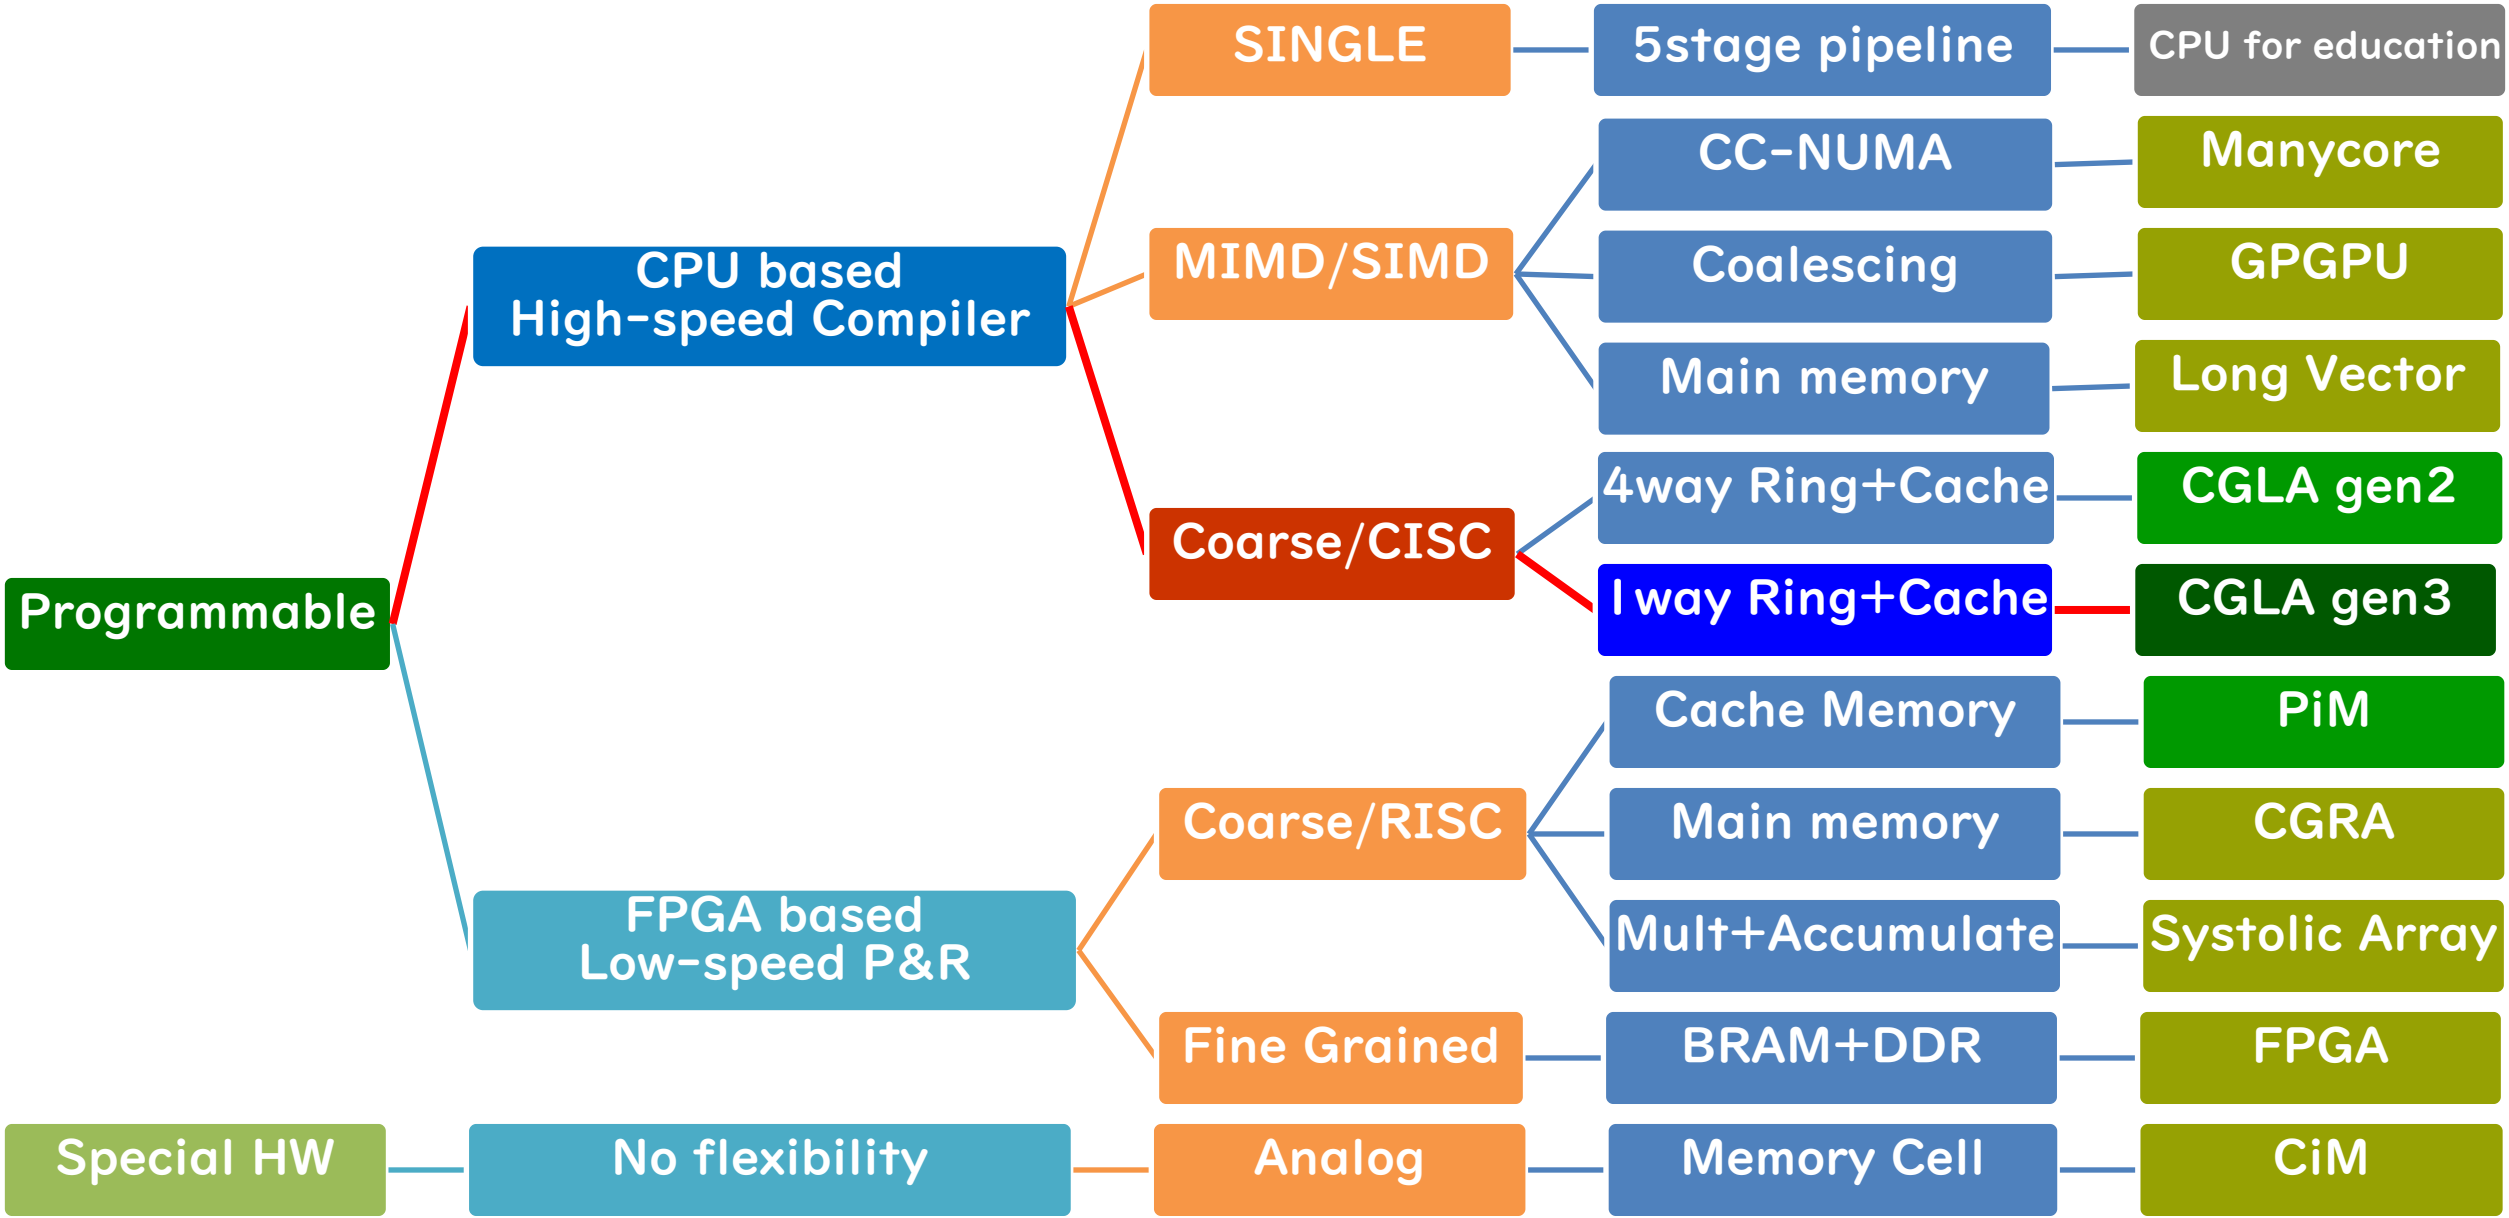 SINGLE
5stage pipeline
CPU for education
CC-NUMA
Manycore
CPU based
High-speed Compiler
MIMD/SIMD
Coalescing
GPGPU
Main memory
Long Vector
4way Ring+Cache
CGLA gen2
Coarse/CISC
Programmable
1way Ring+Cache
CGLA gen3
Cache Memory
PiM
Coarse/RISC
Main memory
CGRA
FPGA based
Low-speed P&R
Mult+Accumulate
Systolic Array
Fine Grained
BRAM+DDR
FPGA
Special HW
No flexibility
Analog
Memory Cell
CiM